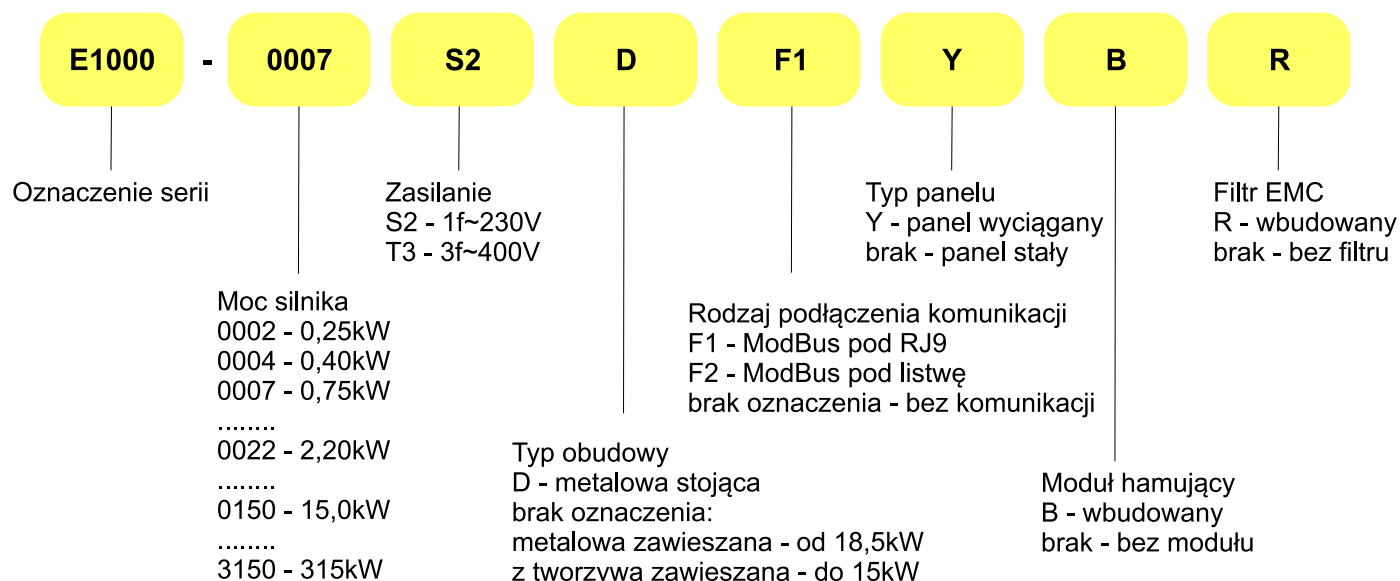 E1000 - 0007 S2 D F1 Y B R
Oznaczenie serii
Zasilanie
S2 - 1f~230V
T3 - 3f~400V
Typ panelu
Y - panel wyciągany
brak - panel stały
Filtr EMC
R - wbudowany
brak - bez filtru
Moc silnika
0002 - 0,25kW
0004 - 0,40kW
0007 - 0,75kW
........
0022 - 2,20kW
........
0150 - 15,0kW
........
3150 - 315kW
Rodzaj podłączenia komunikacji
F1 - ModBus pod RJ9
F2 - ModBus pod listwę
brak oznaczenia - bez komunikacji
Typ obudowy
D - metalowa stojąca
brak oznaczenia:
metalowa zawieszana - od 18,5kW
z tworzywa zawieszana - do 15kW
Moduł hamujący
B - wbudowany
brak - bez modułu